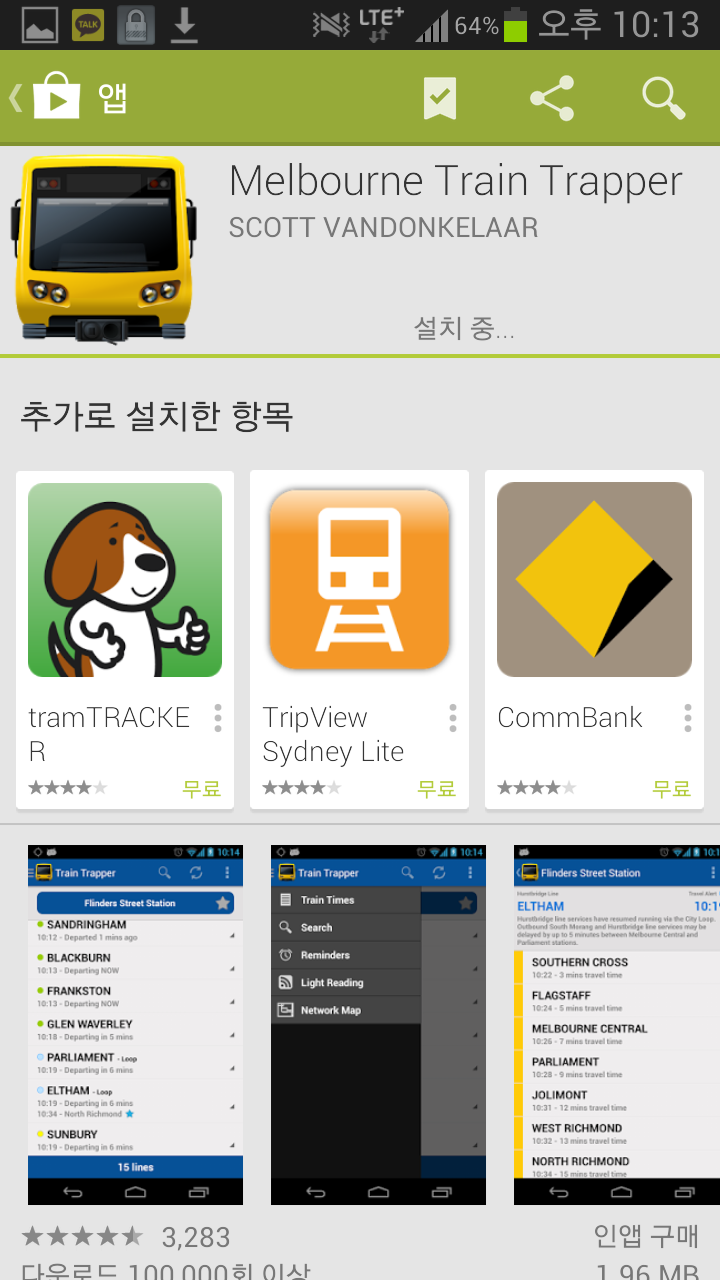 TALK
LTE+
64%
오후 10:13
앱
Melbourne Train Trapper
SCOTT VANDONKELAAR
설치 중...
추가로 설치한 항목
tramTRACKE
R
무료
TripView
Sydney Lite
무료
CommBank
무료
10:14
Train Trapper
Flinders Street Station
SANDRINGHAM
10:12 - Departed 1 mins ago
BLACKBURN
10:13 - Departing NOW
FRANKSTON
10:13 - Departing NOW
GLEN WAVERLEY
10:18 - Departing in 5 mins
PARLIAMENT - Loop
10:19 - Departing in 6 mins
ELTHAM - Loop
10:19 - Departing in 6 mins
10:34 - North Richmond
SUNBURY
10:19 - Departing in 6 mins
15 lines
10:14
Train Trapper
Train Times
Search
Reminders
Light Reading
Network Map
10:14
Flinders Street Station
Hurstbridge Line
Travel Alert
ELTHAM
10:1
Hurstbridge line services have resumed running via the City Loop.
Outbound South Morang and Hurstbridge line services may be
delayed by up to 5 minutes between Melbourne Central and
Parliament stations.
SOUTHERN CROSS
10:22 - 3 mins travel time
FLAGSTAFF
10:24 - 5 mins travel time
MELBOURNE CENTRAL
10:26 - 7 mins travel time
PARLIAMENT
10:28 - 9 mins travel time
JOLIMONT
10:31 - 12 mins travel time
WEST RICHMOND
10:32 - 13 mins travel time
NORTH RICHMOND
10:34 - 15 mins travel time
3,283
인앱 구매
다운로드 100,000회 이상
1.96 MB